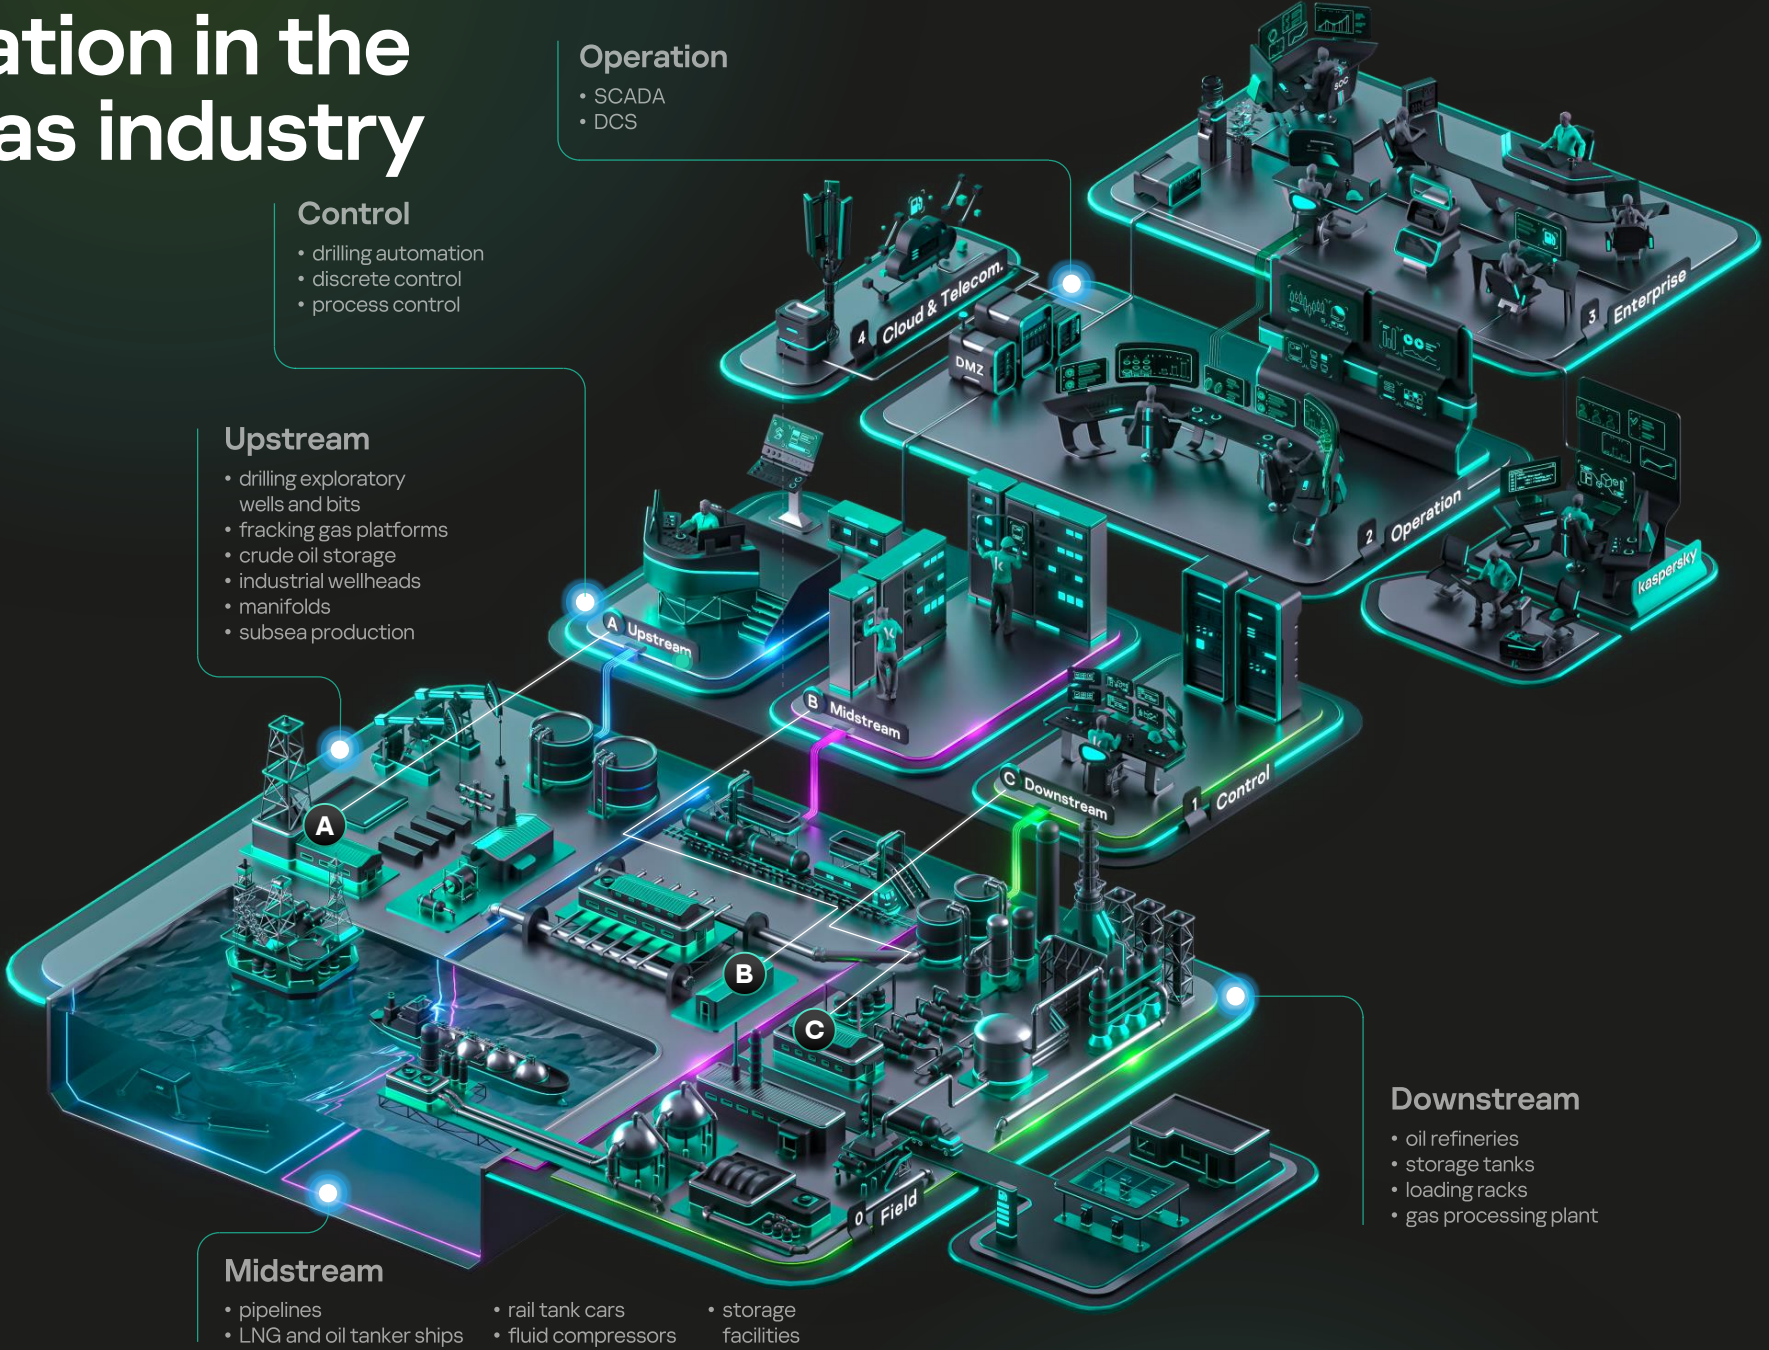 ation in the
as industry
Operation
• SCADA
• DCS
Control
• drilling automation
• discrete control
• process control
Upstream
• drilling exploratory
wells and bits
• fracking gas platforms
• crude oil storage
• industrial wellheads
• manifolds
• subsea production
SOC
3 Enterprise
4 Cloud & Telecom.
DMZ
2 Operation
kaspersky
A Upstream
B Midstream
C Downstream
1 Control
A
B
C
0 Field
Downstream
• oil refineries
• storage tanks
• loading racks
• gas processing plant
Midstream
• pipelines
• LNG and oil tanker ships
• rail tank cars
• fluid compressors
• storage
facilities